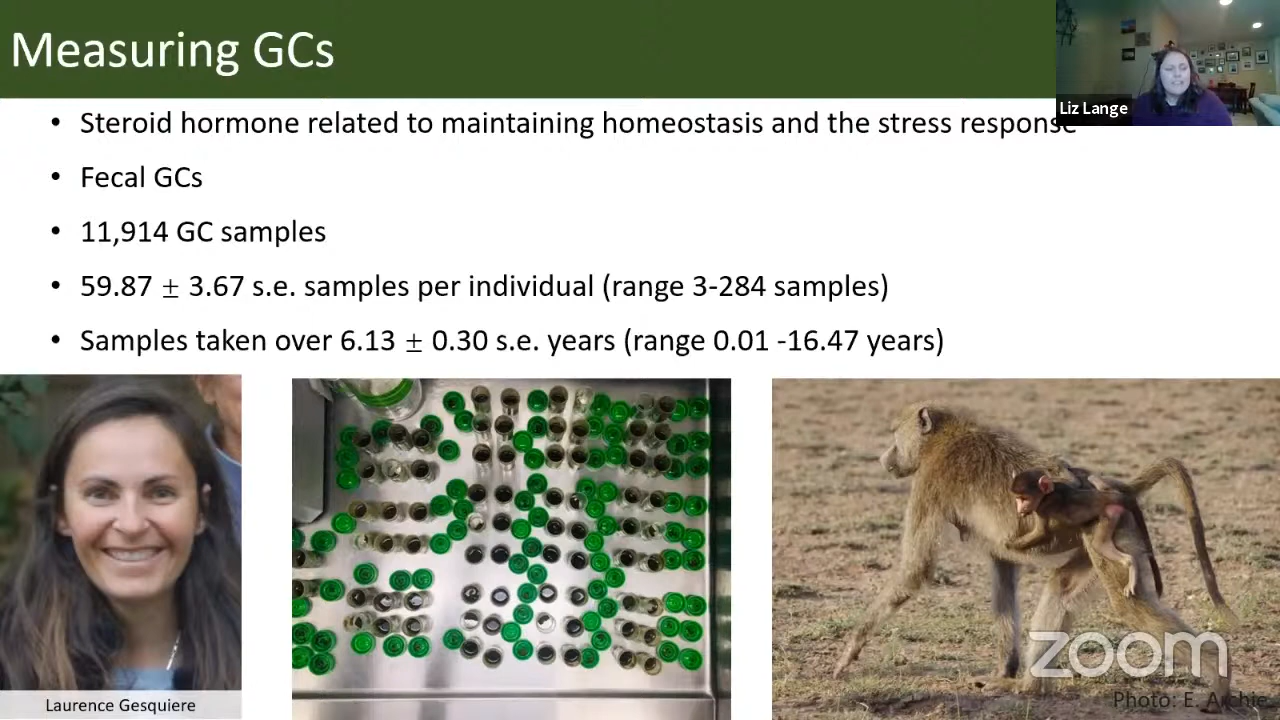 Measuring GCs
Liz Lange
• Steroid hormone related to maintaining homeostasis and the stress response
• Fecal GCs
• 11,914 GC samples
• 59.87 ± 3.67 s.e. samples per individual (range 3-284 samples)
• Samples taken over 6.13 ± 0.30 s.e. years (range 0.01 -16.47 years)
Laurence Gesquiere
zoom
Photo: E. Archie